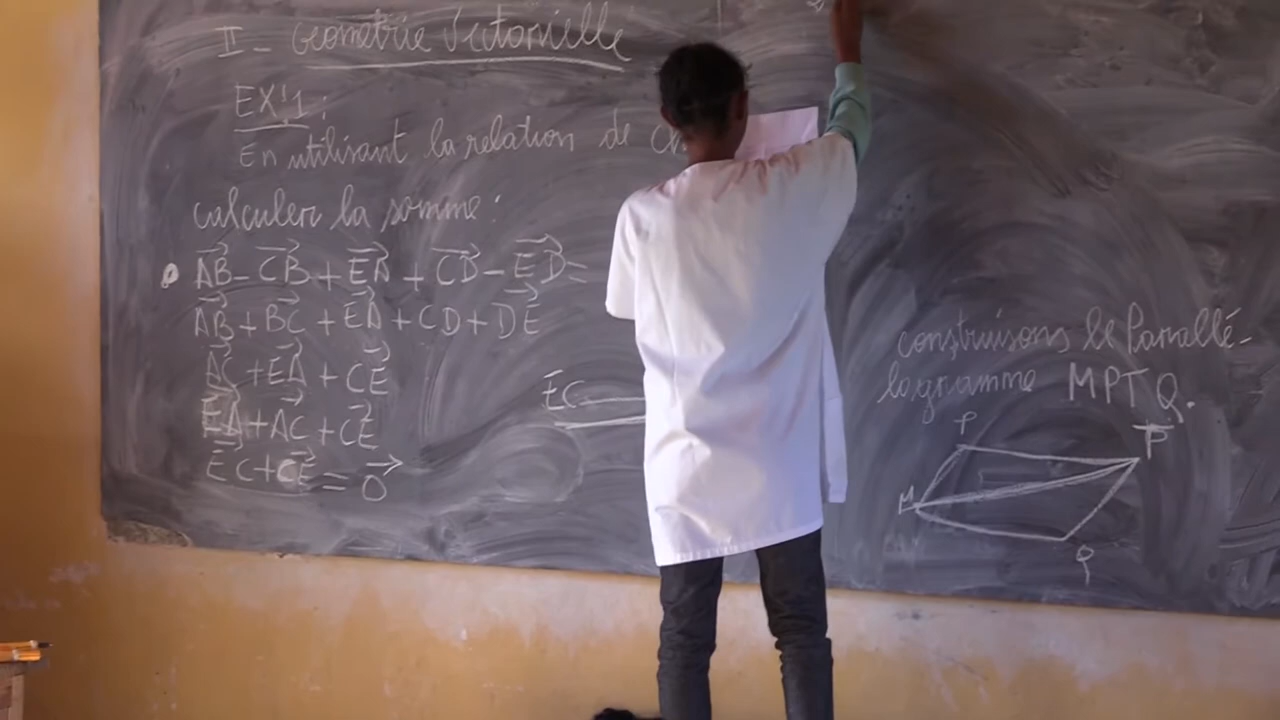 II - Géométrie Vectorielle
EX 1:
En utilisant la relation de Ch
calculer la somme:
AB - CB + EA + CD - ED =
AB + BC + EA + CD + DE
AC + EA + CE
EA + AC + CE
EC + CE = 0
EC
construisons le Parallé-
logramme MPTQ.
P
T
M
Q